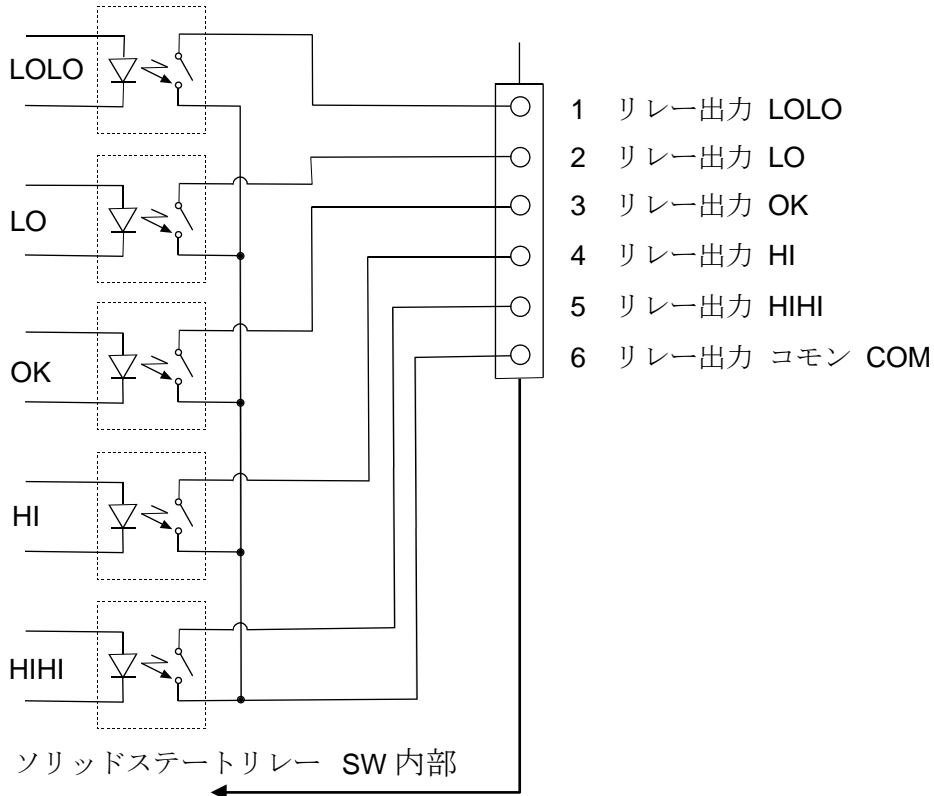 LOLO
LO
OK
HI
HIHI
1 リレー出力 LOLO
2 リレー出力 LO
3 リレー出力 OK
4 リレー出力 HI
5 リレー出力 HIHI
6 リレー出力 コモン COM
ソリッドステートリレー SW 内部